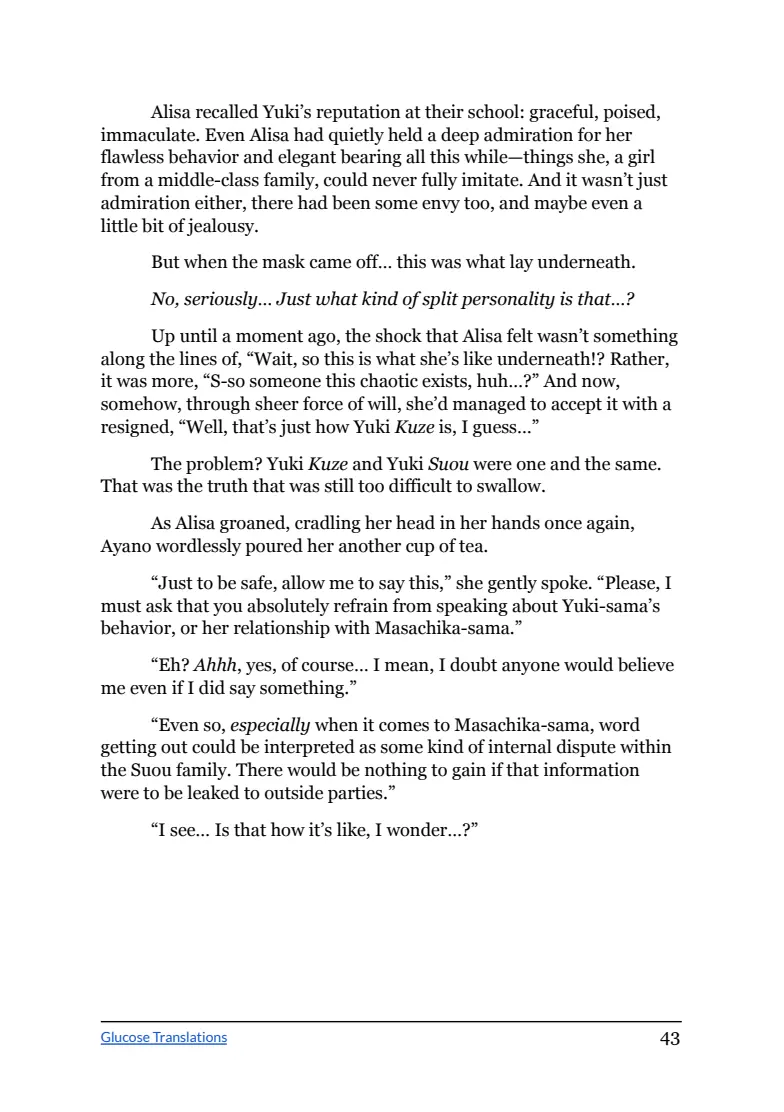 Alisa recalled Yuki’s reputation at their school: graceful, poised,
immaculate. Even Alisa had quietly held a deep admiration for her
flawless behavior and elegant bearing all this while—things she, a girl
from a middle-class family, could never fully imitate. And it wasn’t just
admiration either, there had been some envy too, and maybe even a
little bit of jealousy.
But when the mask came off… this was what lay underneath.
No, seriously… Just what kind of split personality is that…?
Up until a moment ago, the shock that Alisa felt wasn’t something
along the lines of, “Wait, so this is what she’s like underneath!? Rather,
it was more, “S-so someone this chaotic exists, huh…?” And now,
somehow, through sheer force of will, she’d managed to accept it with a
resigned, “Well, that’s just how Yuki Kuze is, I guess…”
The problem? Yuki Kuze and Yuki Suou were one and the same.
That was the truth that was still too difficult to swallow.
As Alisa groaned, cradling her head in her hands once again,
Ayano wordlessly poured her another cup of tea.
“Just to be safe, allow me to say this,” she gently spoke. “Please, I
must ask that you absolutely refrain from speaking about Yuki-sama’s
behavior, or her relationship with Masachika-sama.”
“Eh? Ahhh, yes, of course… I mean, I doubt anyone would believe
me even if I did say something.”
“Even so, especially when it comes to Masachika-sama, word
getting out could be interpreted as some kind of internal dispute within
the Suou family. There would be nothing to gain if that information
were to be leaked to outside parties.”
“I see… Is that how it’s like, I wonder…?”
Glucose Translations
43